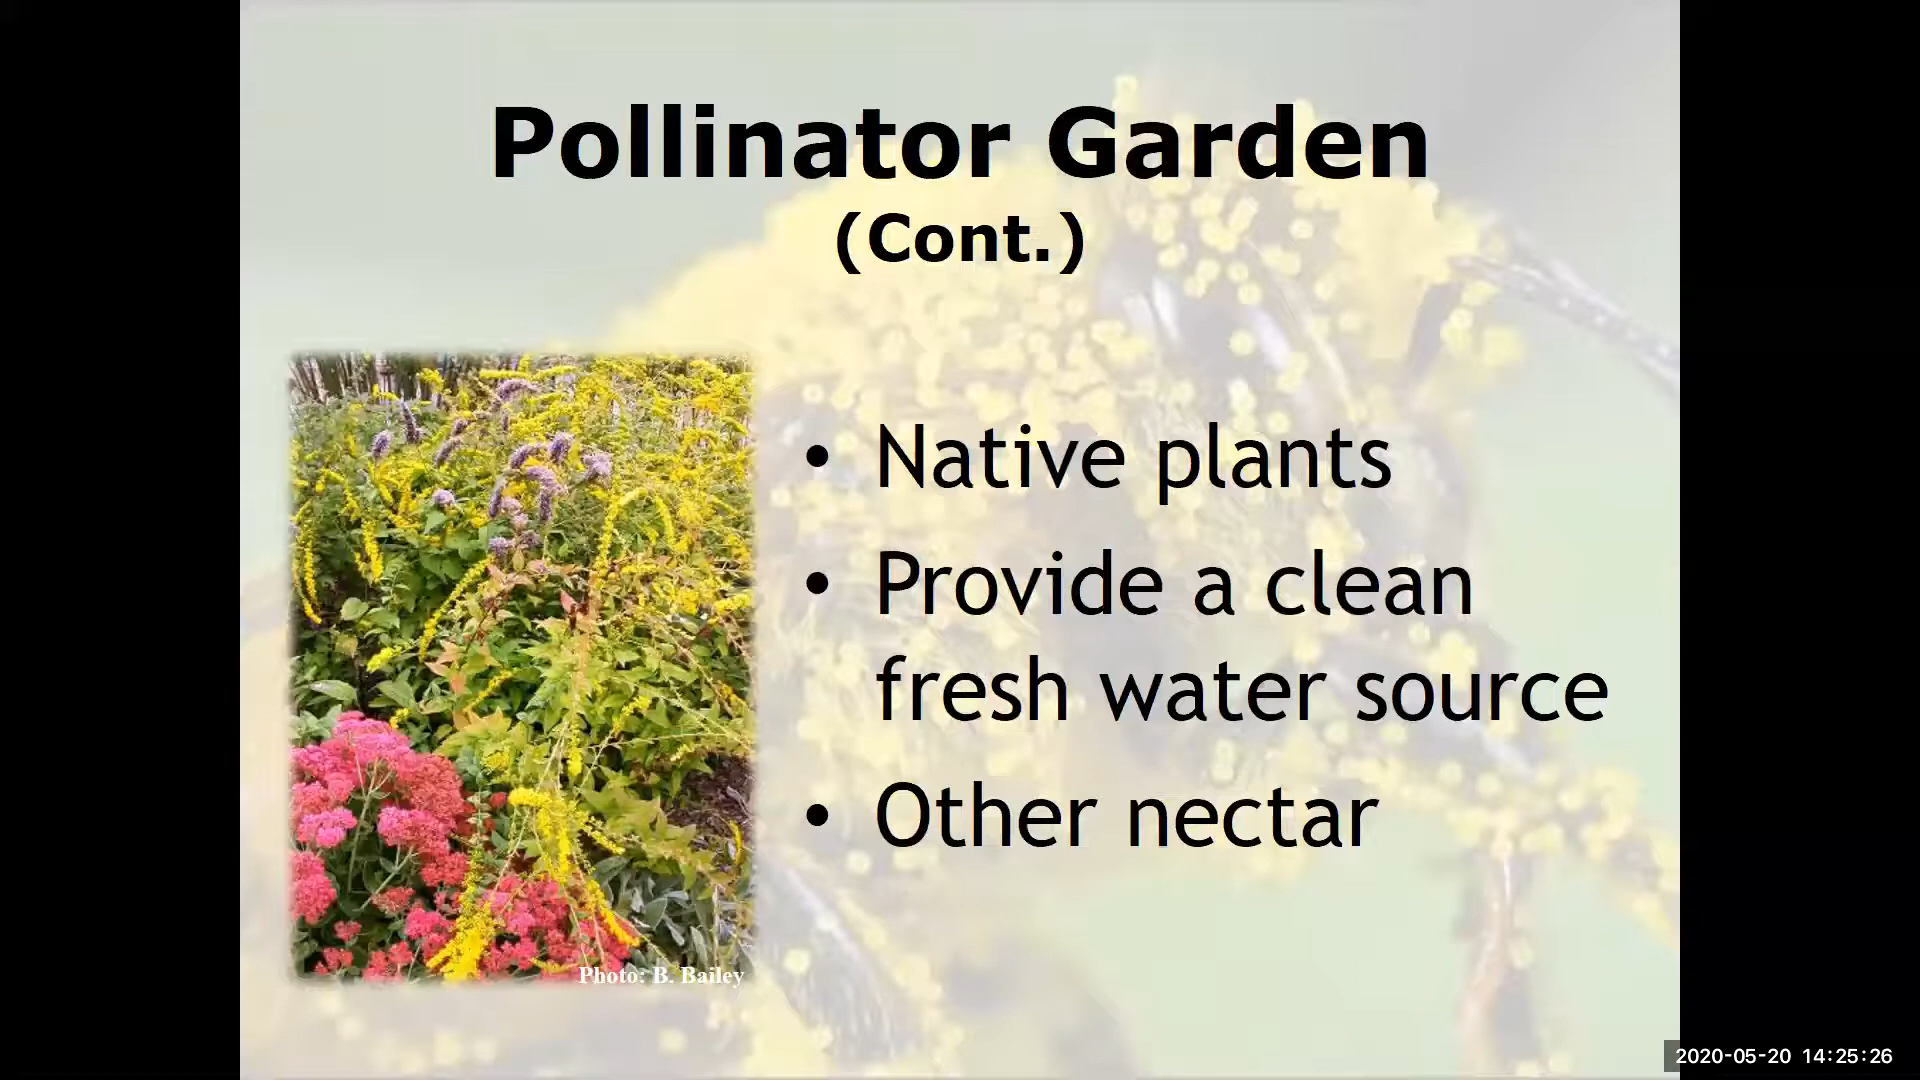 Pollinator Garden
(Cont.)
• Native plants
• Provide a clean
fresh water source
• Other nectar
Photo: B. Bailey
2020-05-20 14:25:26